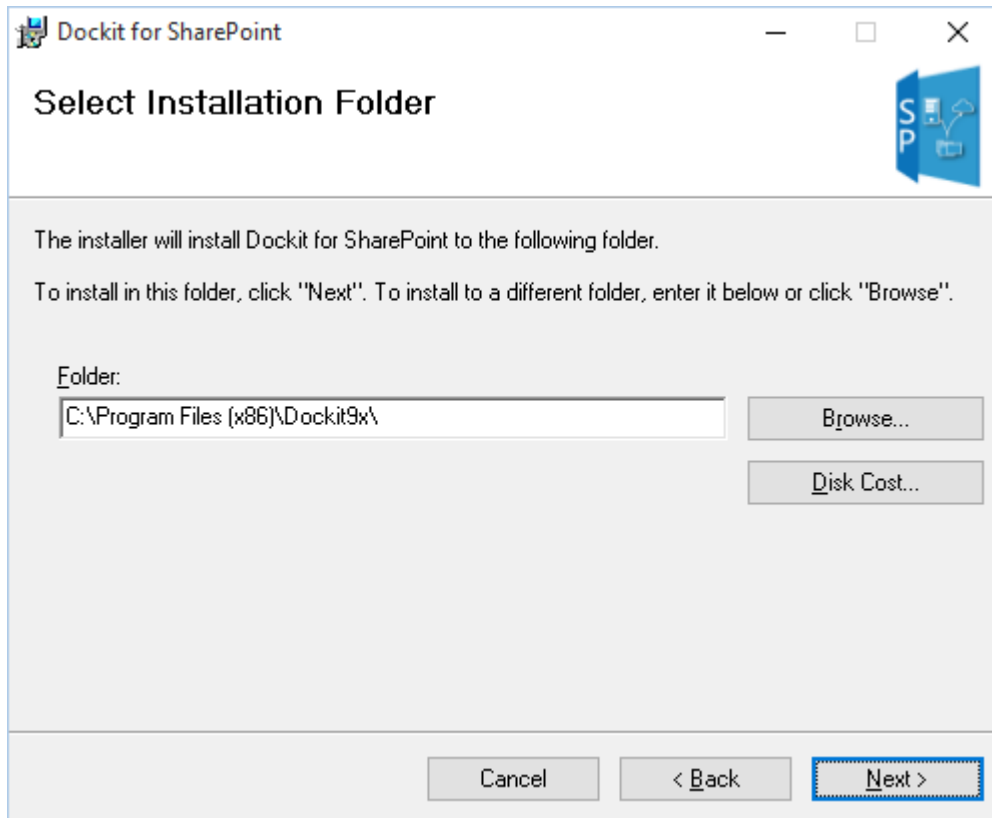 Dockit for SharePoint
Select Installation Folder
S
P
The installer will install Dockit for SharePoint to the following folder.
To install in this folder, click "Next". To install to a different folder, enter it below or click "Browse".
Folder:
C:\Program Files (x86)\Dockit9x\
Browse...
Disk Cost...
Cancel
< Back
Next >